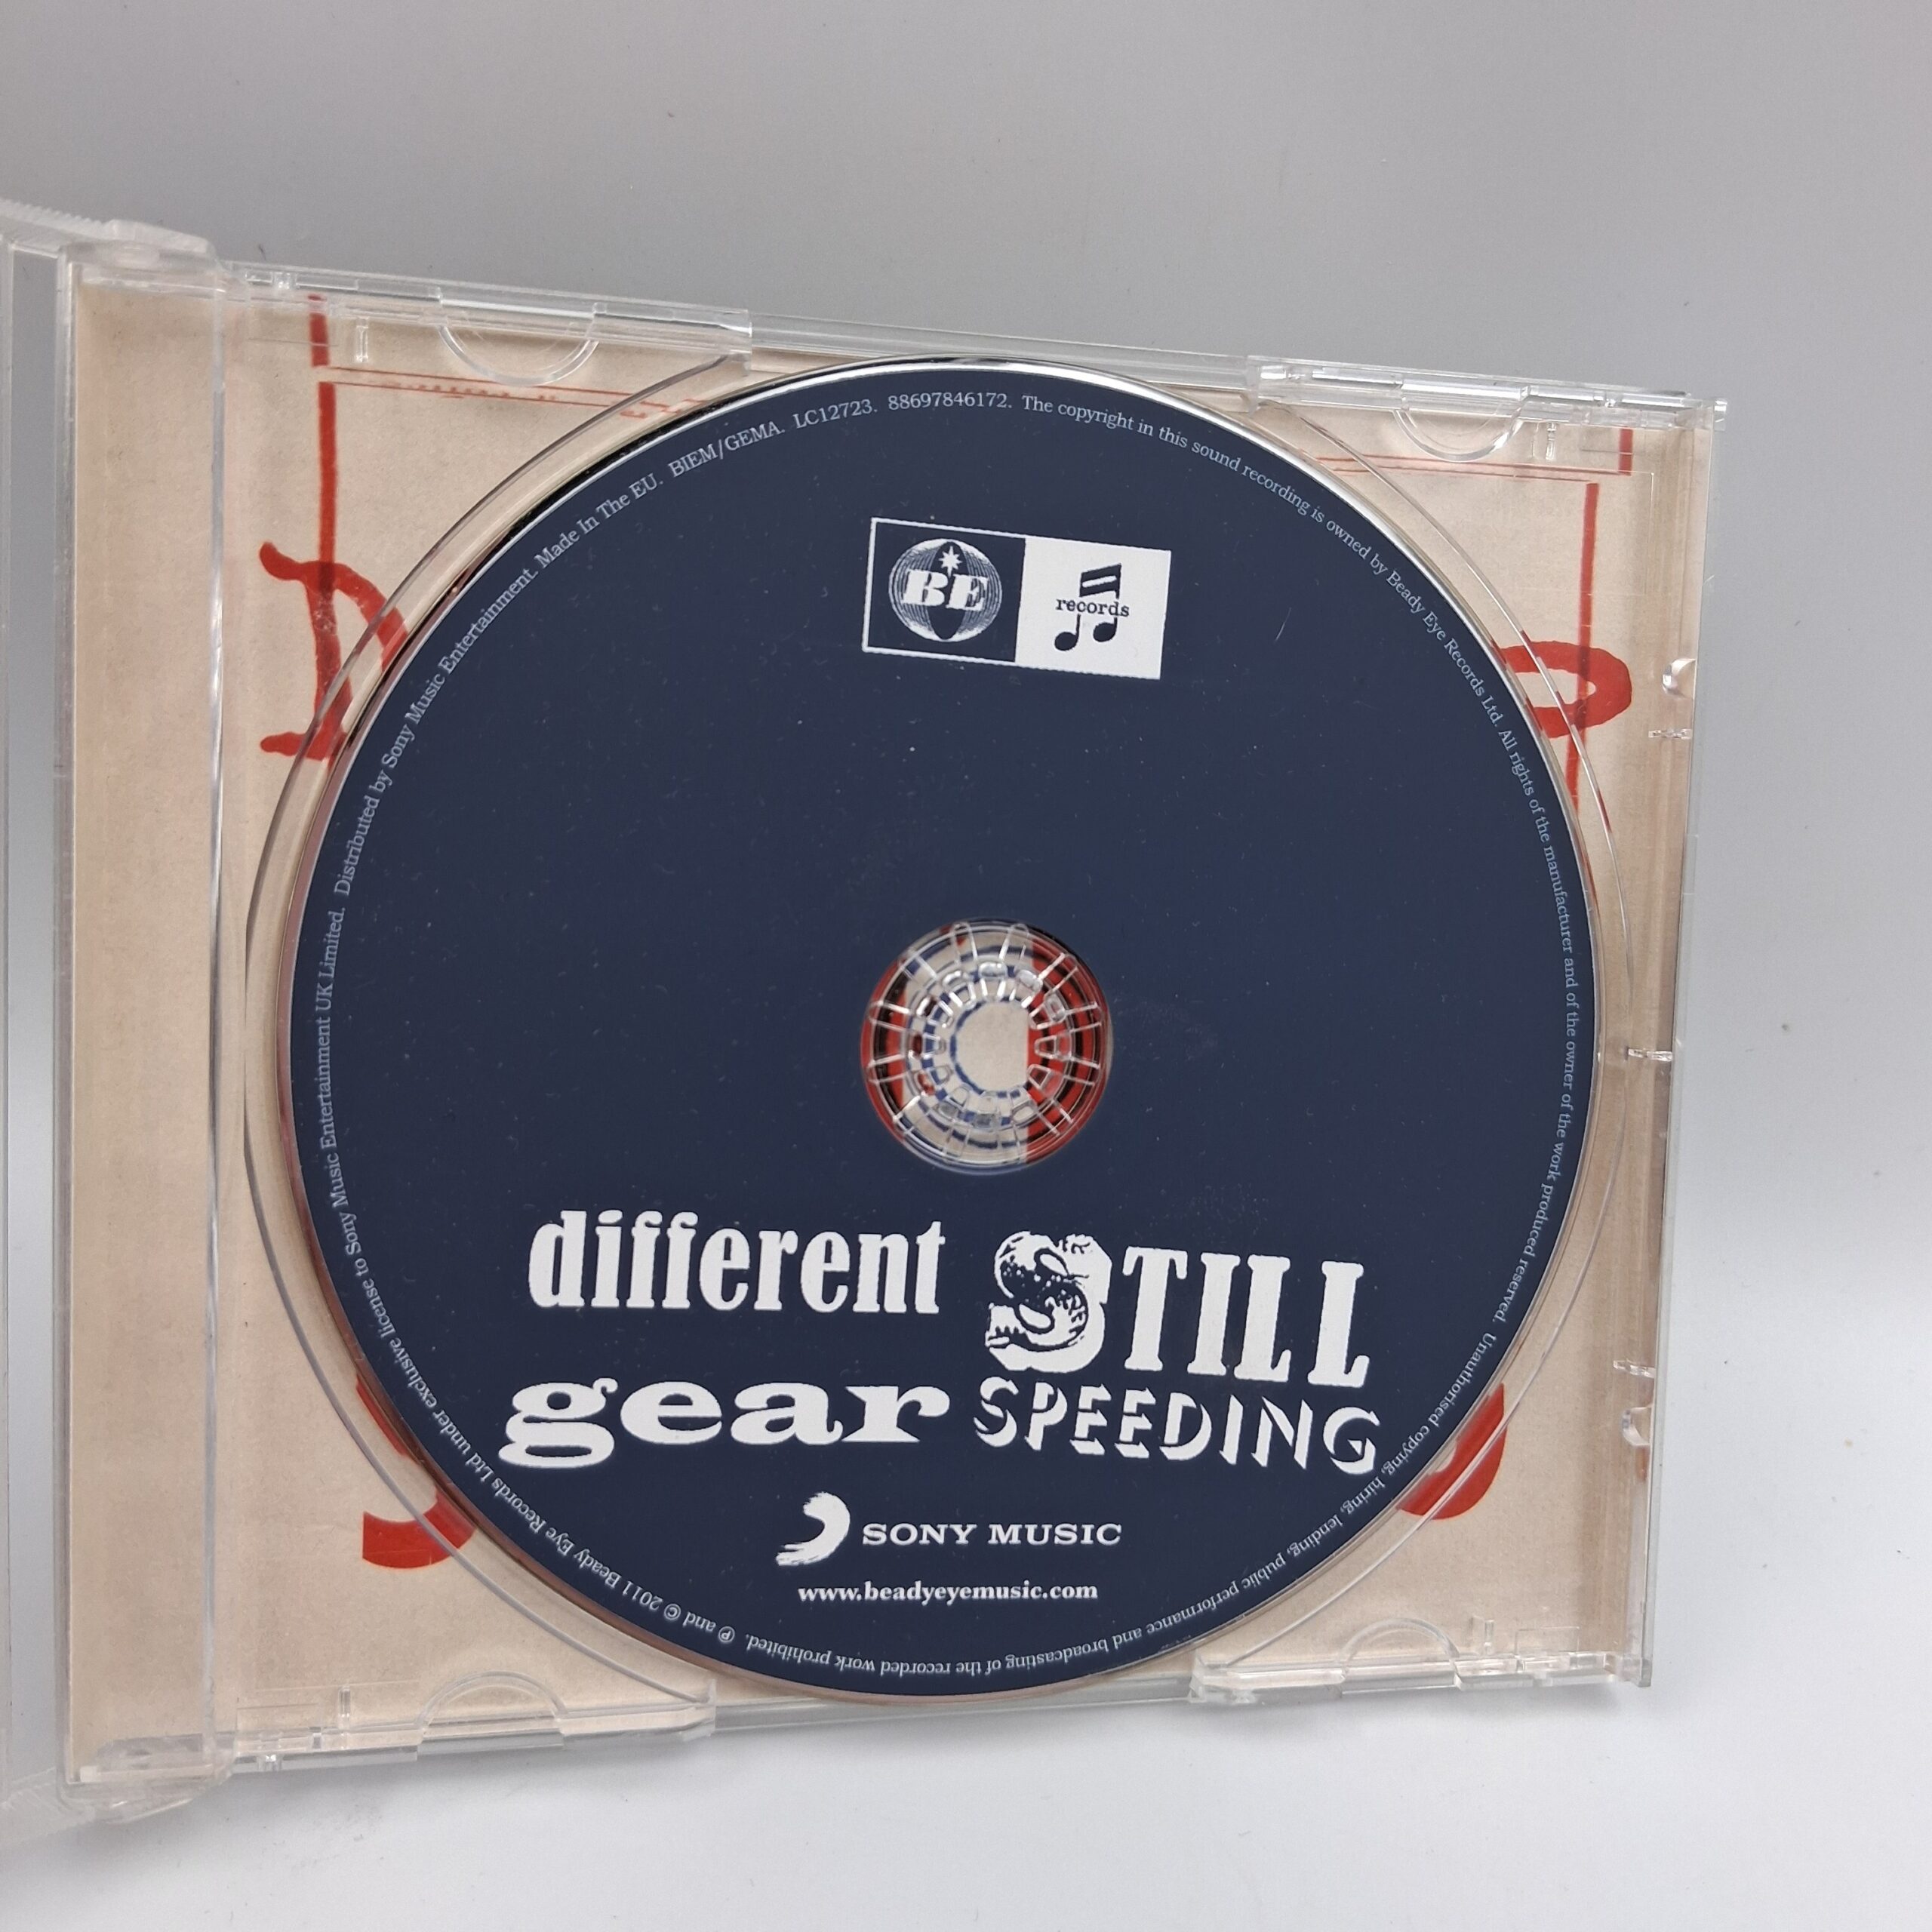 BE
records
different
gear
STILL
SPEEDING
SONY MUSIC
www.beadyeyemusic.com
℗ and © 2011 Beady Eye Records Ltd under exclusive license to Sony Music Entertainment UK Limited. Distributed by Sony Music Entertainment. Made In The EU. BIEM/GEMA. LC12723. 88697846172. The copyright in this sound recording is owned by Beady Eye Records Ltd. All rights of the manufacturer and of the owner of the work produced reserved. Unauthorised copying, hiring, lending, public performance and broadcasting of the recorded work prohibited.